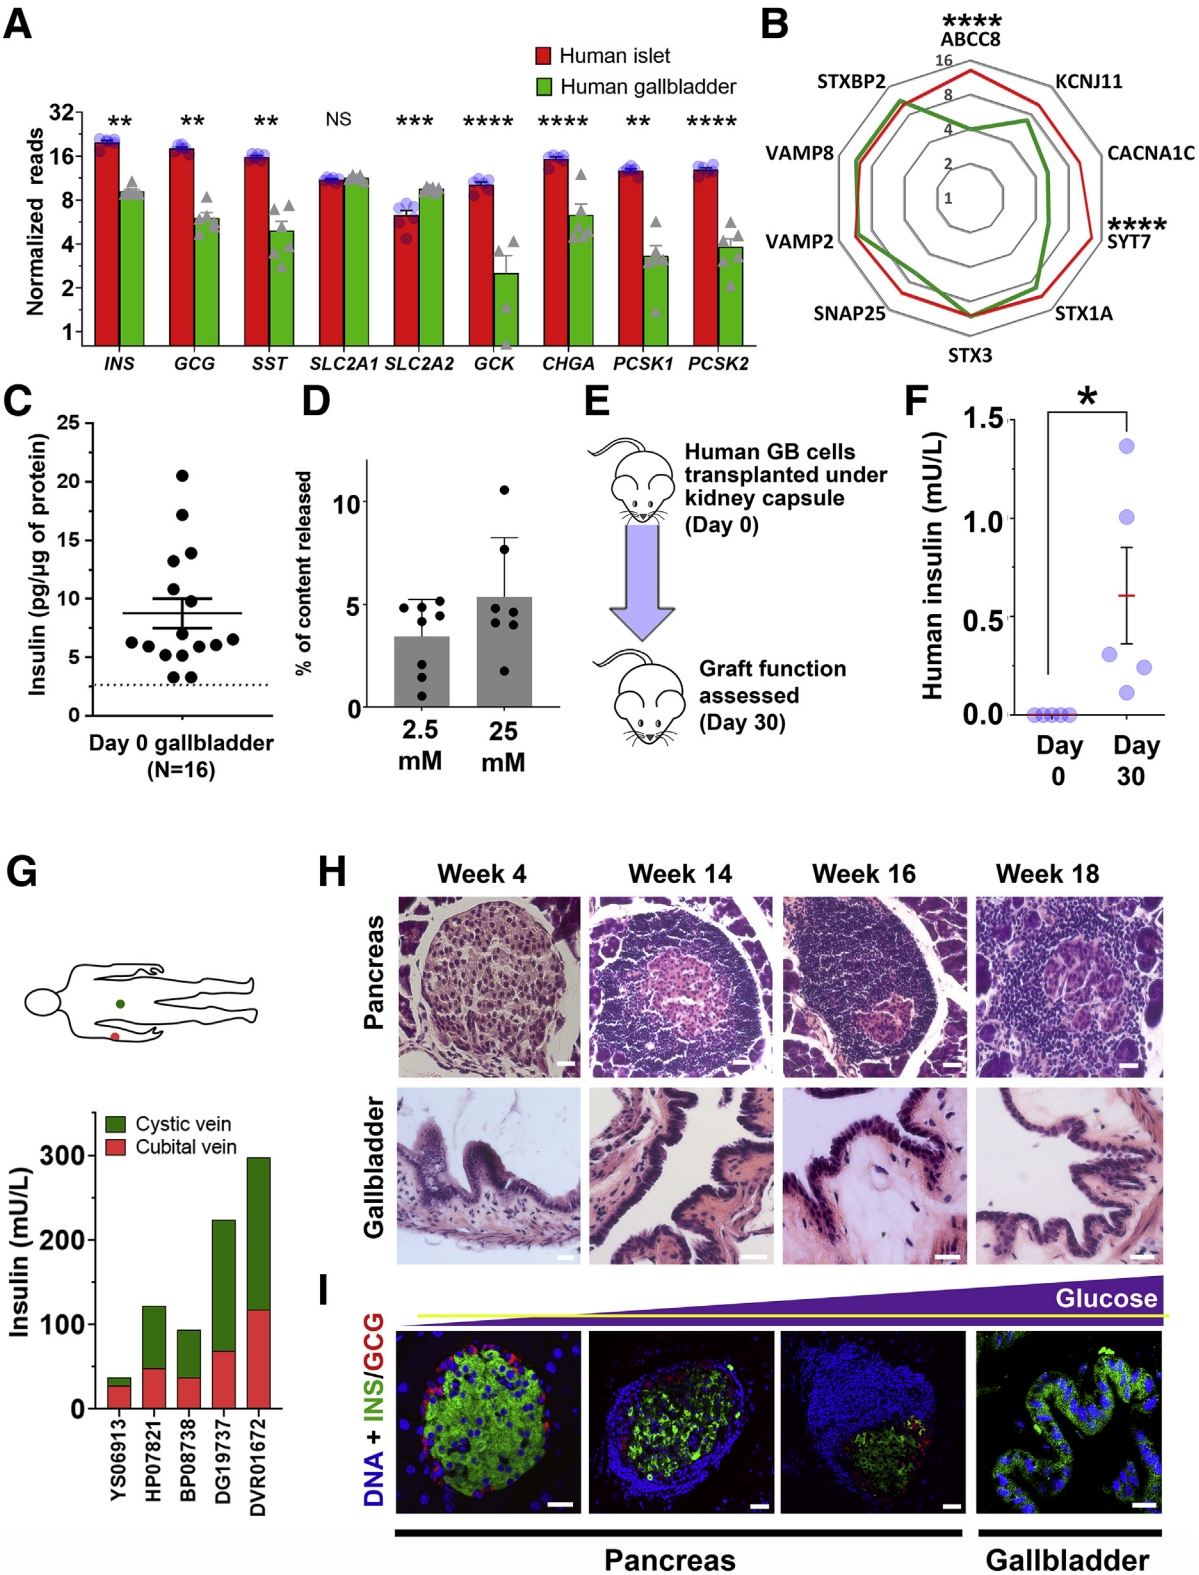 A
Human islet
Human gallbladder
Normalized reads
32
16
8
4
2
1
** ** ** NS *** **** **** ** ****
INS GCG SST SLC2A1 SLC2A2 GCK CHGA PCSK1 PCSK2
B
****
ABCC8
KCNJ11
CACNA1C
****
SYT7
STX1A
STX3
SNAP25
VAMP2
VAMP8
STXBP2
16
8
4
2
1
C
Insulin (pg/µg of protein)
25
20
15
10
5
0
Day 0 gallbladder
(N=16)
D
% of content released
10
5
0
2.5
mM
25
mM
E
Human GB cells
transplanted under
kidney capsule
(Day 0)
Graft function
assessed
(Day 30)
F
Human insulin (mU/L)
*
1.5
1.0
0.5
0.0
Day
0
Day
30
G
Cystic vein
Cubital vein
Insulin (mU/L)
300
200
100
0
YS06913
HP07821
BP08738
DG19737
DVR01672
H
Week 4
Week 14
Week 16
Week 18
Pancreas
Gallbladder
I
Glucose
DNA + INS/GCG
Pancreas
Gallbladder